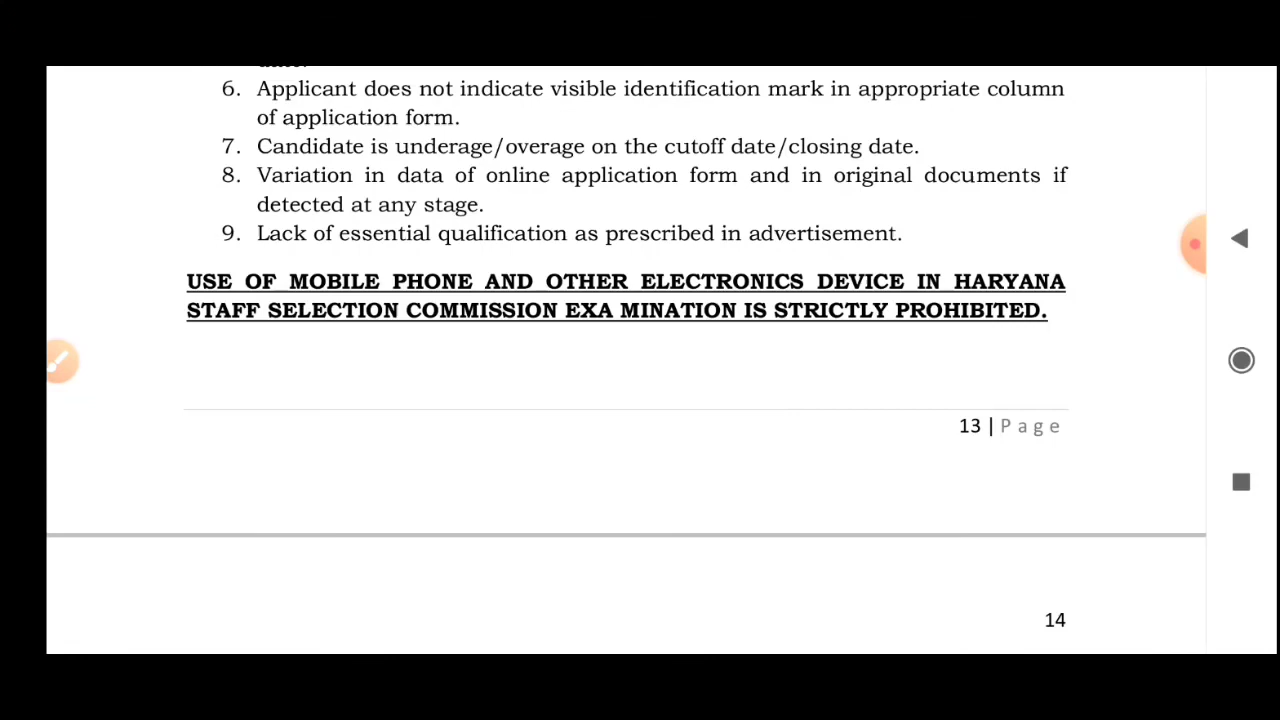 6. Applicant does not indicate visible identification mark in appropriate column
of application form.
7. Candidate is underage/overage on the cutoff date/closing date.
8. Variation in data of online application form and in original documents if
detected at any stage.
9. Lack of essential qualification as prescribed in advertisement.
USE OF MOBILE PHONE AND OTHER ELECTRONICS DEVICE IN HARYANA
STAFF SELECTION COMMISSION EXA MINATION IS STRICTLY PROHIBITED.
13 | Page
14